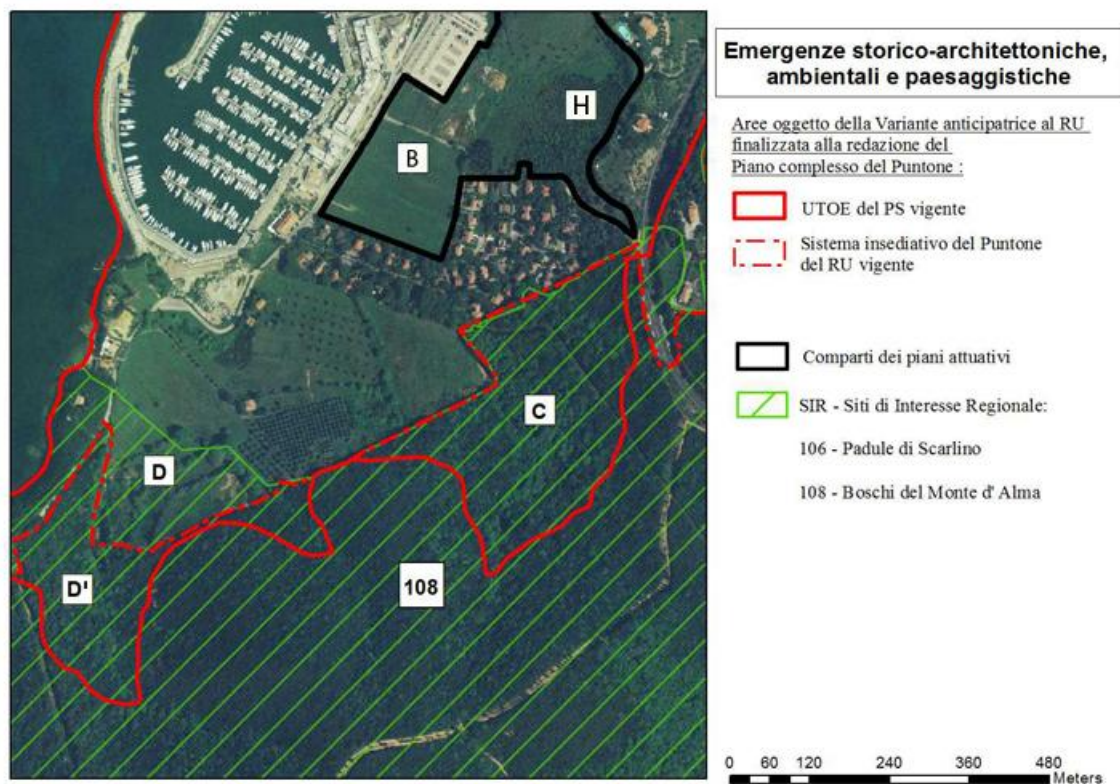 H
B
C
D
D'
108
Emergenze storico-architettoniche,
ambientali e paesaggistiche
Aree oggetto della Variante anticipatrice al RU
finalizzata alla redazione del
Piano complesso del Puntone :
UTOE del PS vigente
Sistema insediativo del Puntone
del RU vigente
Comparti dei piani attuativi
SIR - Siti di Interesse Regionale:
106 - Padule di Scarlino
108 - Boschi del Monte d' Alma
0 60 120 240 360 480
Meters